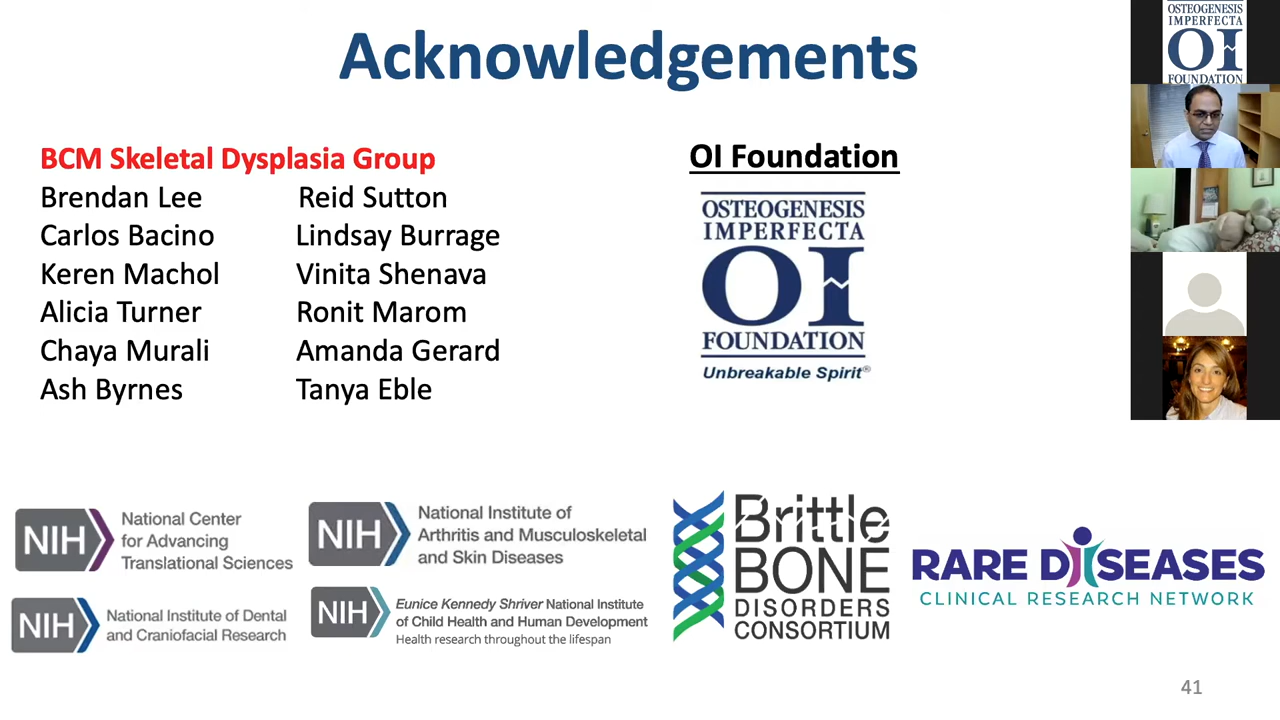 Acknowledgements
BCM Skeletal Dysplasia Group
Brendan Lee Reid Sutton
Carlos Bacino Lindsay Burrage
Keren Machol Vinita Shenava
Alicia Turner Ronit Marom
Chaya Murali Amanda Gerard
Ash Byrnes Tanya Eble
OI Foundation
OSTEOGENESIS
IMPERFECTA
OI
FOUNDATION
Unbreakable Spirit®
NIH National Center
for Advancing
Translational Sciences
NIH National Institute of
Arthritis and Musculoskeletal
and Skin Diseases
NIH National Institute of Dental
and Craniofacial Research
NIH Eunice Kennedy Shriver National Institute
of Child Health and Human Development
Health research throughout the lifespan
Brittle
BONE
DISORDERS
CONSORTIUM
RARE DISEASES
CLINICAL RESEARCH NETWORK
41
OSTEOGENESIS
IMPERFECTA
OI
FOUNDATION